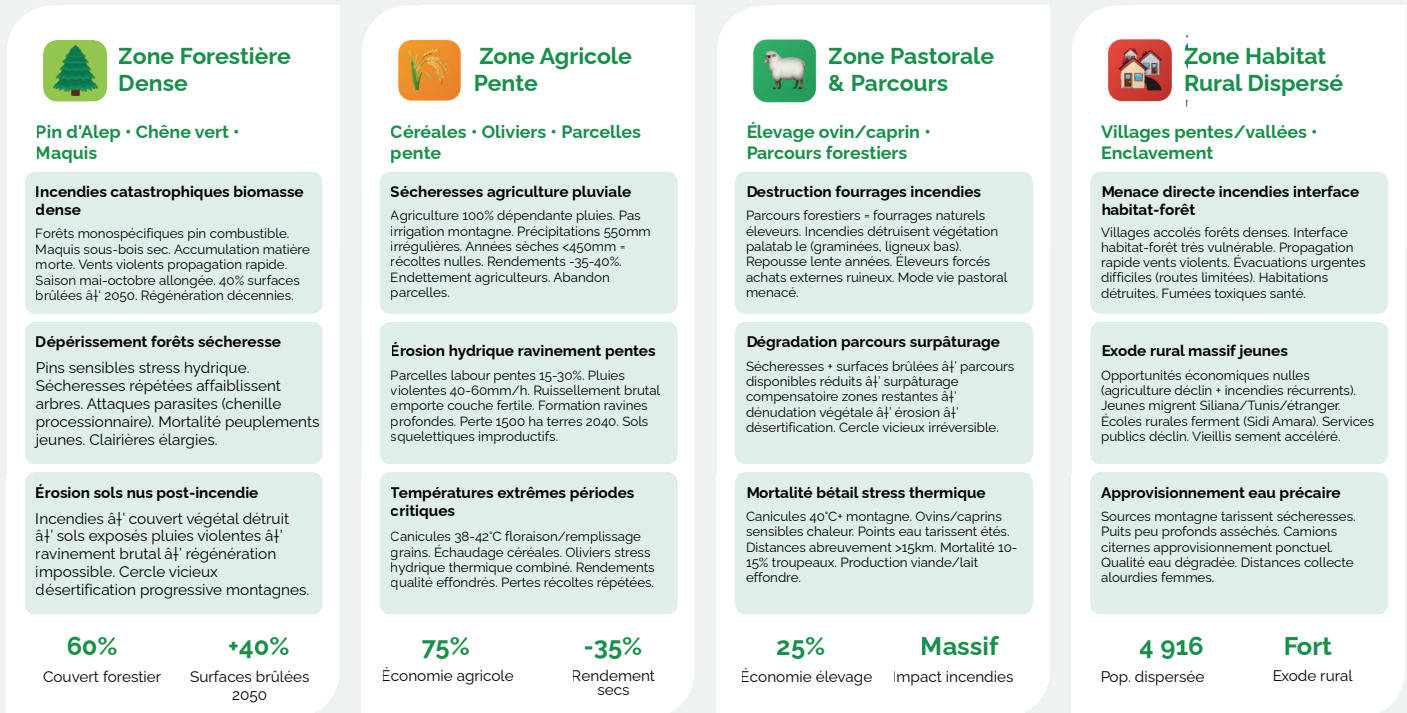 Zone Forestière
Dense
Pin d'Alep • Chêne vert •
Maquis
Incendies catastrophiques biomasse
dense
Forêts monospécifiques pin combustible.
Maquis sous-bois sec. Accumulation matière
morte. Vents violents propagation rapide.
Saison mai-octobre allongée. 40% surfaces
brûlées â†’ 2050. Régénération décennies.
Dépérissement forêts sécheresse
Pins sensibles stress hydrique.
Sécheresses répétées affaiblissent
arbres. Attaques parasites (chenille
processionnaire). Mortalité peuplements
jeunes. Clairières élargies.
Érosion sols nus post-incendie
Incendies â†’ couvert végétal détruit
â†’ sols exposés pluies violentes â†’
ravinement brutal â†’ régénération
impossible. Cercle vicieux
désertification progressive montagnes.
60%
Couvert forestier
+40%
Surfaces brûlées
2050
Zone Agricole
Pente
Céréales • Oliviers • Parcelles
pente
Sécheresses agriculture pluviale
Agriculture 100% dépendante pluies. Pas
irrigation montagne. Précipitations 550mm
irrégulières. Années sèches <450mm =
récoltes nulles. Rendements -35-40%.
Endettement agriculteurs. Abandon
parcelles.
Érosion hydrique ravinement pentes
Parcelles labour pentes 15-30%. Pluies
violentes 40-60mm/h. Ruissellement brutal
emporte couche fertile. Formation ravines
profondes. Perte 1500 ha terres 2040. Sols
squelettiques improductifs.
Températures extrêmes périodes
critiques
Canicules 38-42°C floraison/remplissage
grains. Échaudage céréales. Oliviers stress
hydrique thermique combiné. Rendements
qualité effondrés. Pertes récoltes répétées.
75%
Économie agricole
-35%
Rendement
secs
Zone Pastorale
& Parcours
Élevage ovin/caprin •
Parcours forestiers
Destruction fourrages incendies
Parcours forestiers = fourrages naturels
éleveurs. Incendies détruisent végétation
palatab le (graminées, ligneux bas).
Repousse lente années. Éleveurs forcés
achats externes ruineux. Mode vie pastoral
menacé.
Dégradation parcours surpâturage
Sécheresses + surfaces brûlées â†’ parcours
disponibles réduits â†’ surpâturage
compensatoire zones restantes â†’
dénudation végétale â†’ érosion â†’
désertification. Cercle vicieux irréversible.
Mortalité bétail stress thermique
Canicules 40°C+ montagne. Ovins/caprins
sensibles chaleur. Points eau tarissent étés.
Distances abreuvement >15km. Mortalité 10-
15% troupeaux. Production viande/lait
effondre.
25%
Économie élevage
Massif
Impact incendies
Zone Habitat
Rural Dispersé
Villages pentes/vallées •
Enclavement
Menace directe incendies interface
habitat-forêt
Villages accolés forêts denses. Interface
habitat-forêt très vulnérable. Propagation
rapide vents violents. Évacuations urgentes
difficiles (routes limitées). Habitations
détruites. Fumées toxiques santé.
Exode rural massif jeunes
Opportunités économiques nulles
(agriculture déclin + incendies récurrents).
Jeunes migrent Siliana/Tunis/étranger.
Écoles rurales ferment (Sidi Amara). Services
publics déclin. Vieillis sement accéléré.
Approvisionnement eau précaire
Sources montagne tarissent sécheresses.
Puits peu profonds asséchés. Camions
citernes approvisionnement ponctuel.
Qualité eau dégradée. Distances collecte
alourdies femmes.
4 916
Pop. dispersée
Fort
Exode rural